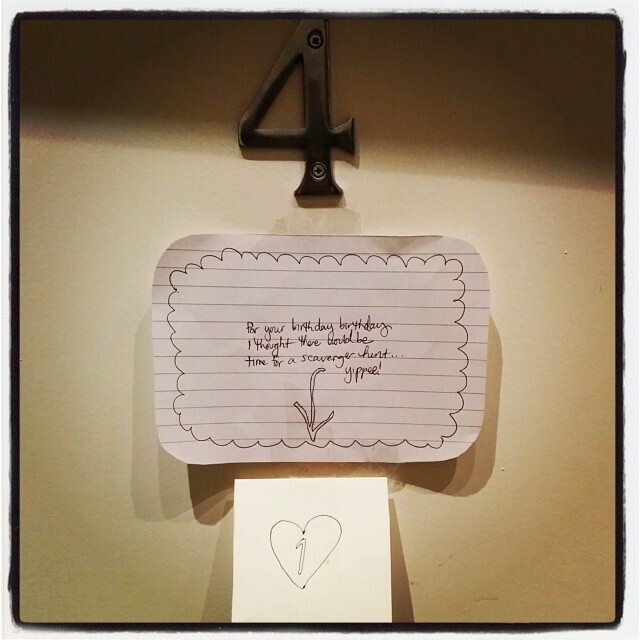 4
For your birthday birthday
I thought there would be
time for a scavenger hunt...
yippee!
1